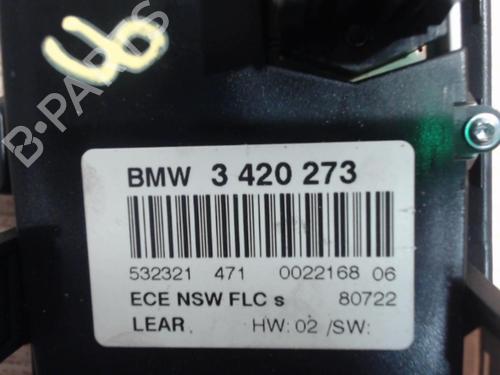 B-PARTS
BMW 3 420 273
532321 471 0022168 06
ECE NSW FLC s 80722
LEAR HW: 02 /SW: